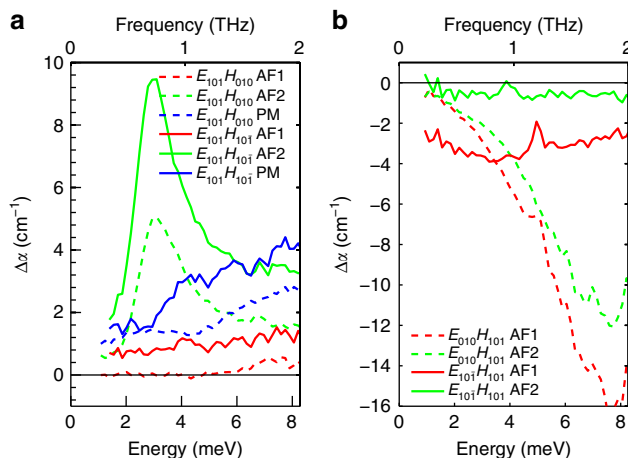 a
Frequency (THz)
0 1 2
10
8
6
4
2
0
Δα (cm⁻¹)
E₁₀₁H₀₁₀ AF1
E₁₀₁H₀₁₀ AF2
E₁₀₁H₀₁₀ PM
E₁₀₁H₁₀₁̄ AF1
E₁₀₁H₁₀₁̄ AF2
E₁₀₁H₁₀₁̄ PM
0 2 4 6 8
Energy (meV)
b
Frequency (THz)
0 1 2
0
−2
−4
−6
−8
−10
−12
−14
−16
Δα (cm⁻¹)
E₀₁₀H₁₀₁ AF1
E₀₁₀H₁₀₁ AF2
E₁₀₁̄H₁₀₁ AF1
E₁₀₁̄H₁₀₁ AF2
0 2 4 6 8
Energy (meV)